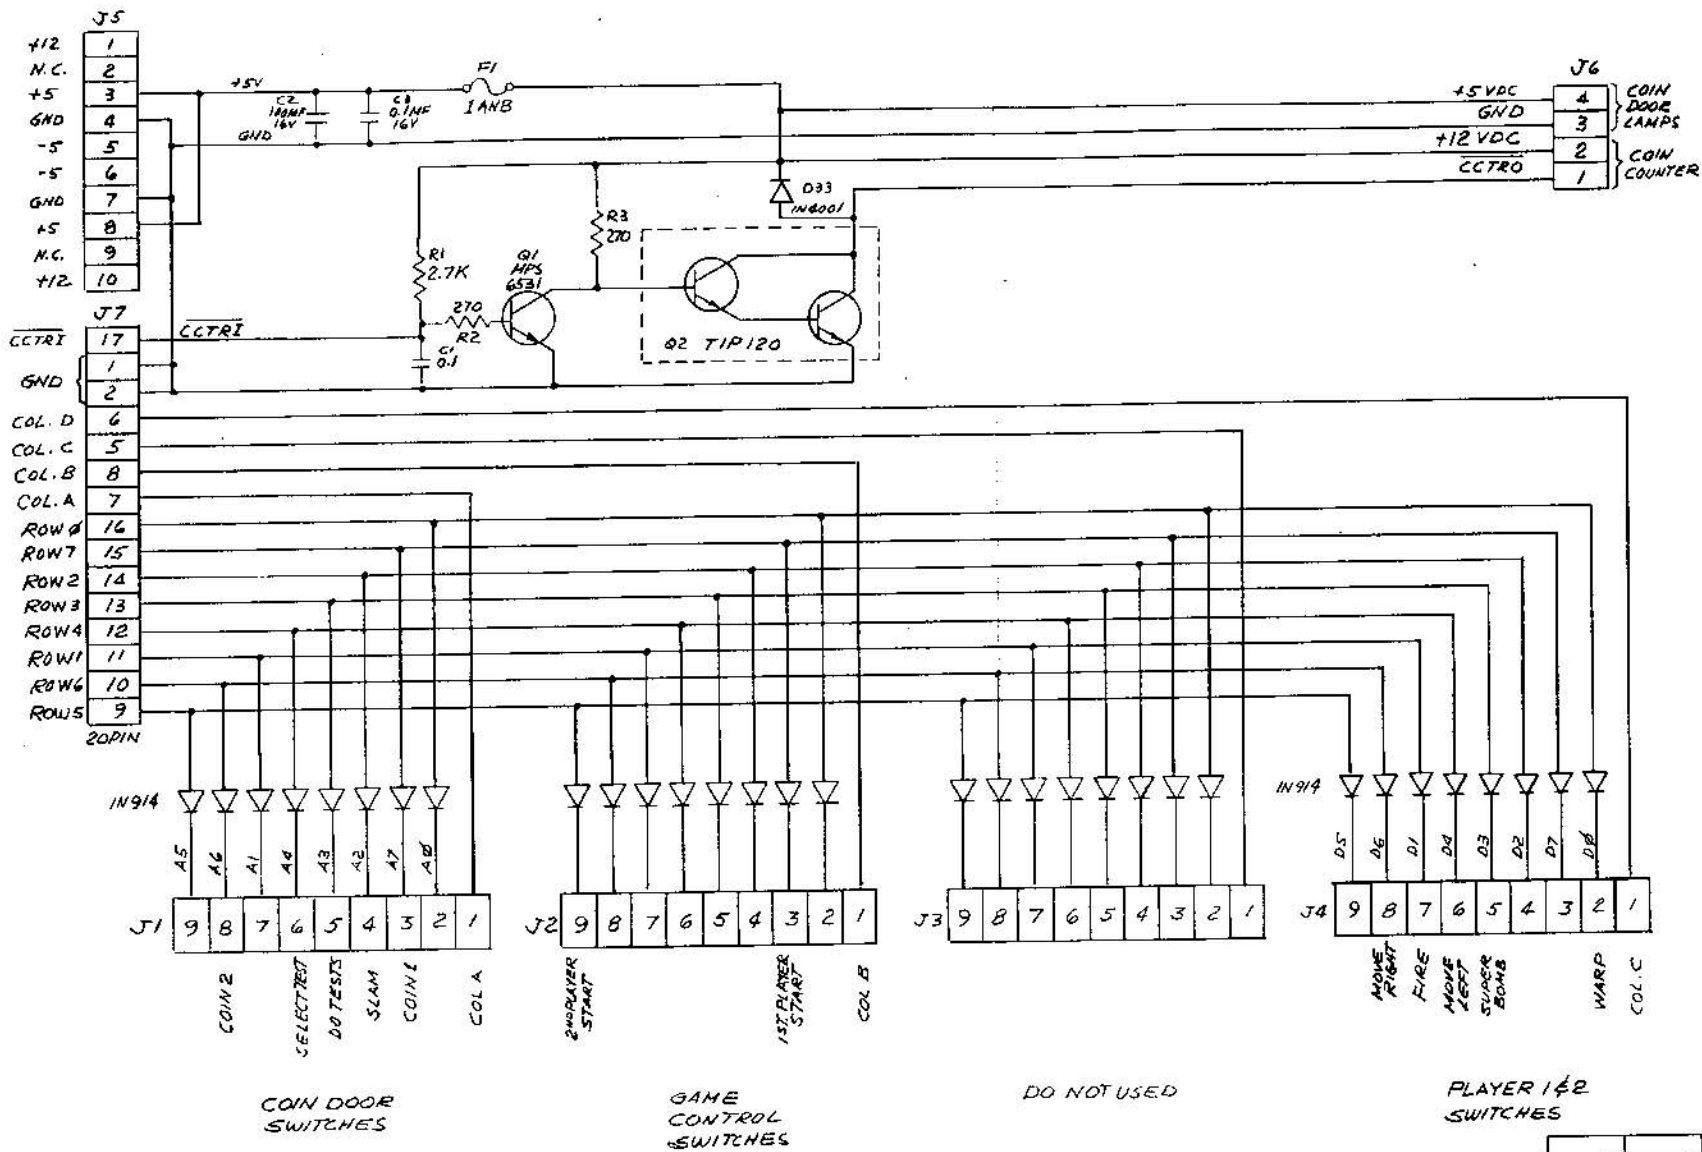 J5
+12 1
N.C. 2
+5 3
GND 4
-5 5
-5 6
GND 7
+5 8
N.C. 9
+12 10
+5V
C2
100MF
16V
C3
0.1MF
16V
GND
F1
1 ANB
J6
+5 VDC 4
GND 3
+12 VDC 2
CCTRO 1
COIN
DOOR
LAMPS
COIN
COUNTER
D33
IN4001
R3
270
R1
2.7K
Q1
MPS
6531
270
R2
C1
0.1
Q2 TIP120
J7
CCTRI 17 CCTRI
GND 1
2
COL. D 6
COL. C 5
COL. B 8
COL. A 7
ROW Ø 16
ROW 7 15
ROW 2 14
ROW 3 13
ROW 4 12
ROW 1 11
ROW 6 10
ROW 5 9
20 PIN
IN914
A5 A6 A1 A4 A3 A2 A7 AØ
IN914
D5 D6 D1 D4 D3 D2 D7 DØ
J1 9 8 7 6 5 4 3 2 1
J2 9 8 7 6 5 4 3 2 1
J3 9 8 7 6 5 4 3 2 1
J4 9 8 7 6 5 4 3 2 1
COIN 2
SELECT TEST
DO TESTS
SLAM
COIN 1
COL A
2ND PLAYER
START
1ST. PLAYER
START
COL B
MOVE
RIGHT
FIRE
MOVE
LEFT
SUPER
BOMB
WARP
COL. C
COIN DOOR
SWITCHES
GAME
CONTROL
SWITCHES
DO NOT USED
PLAYER 1 & 2
SWITCHES